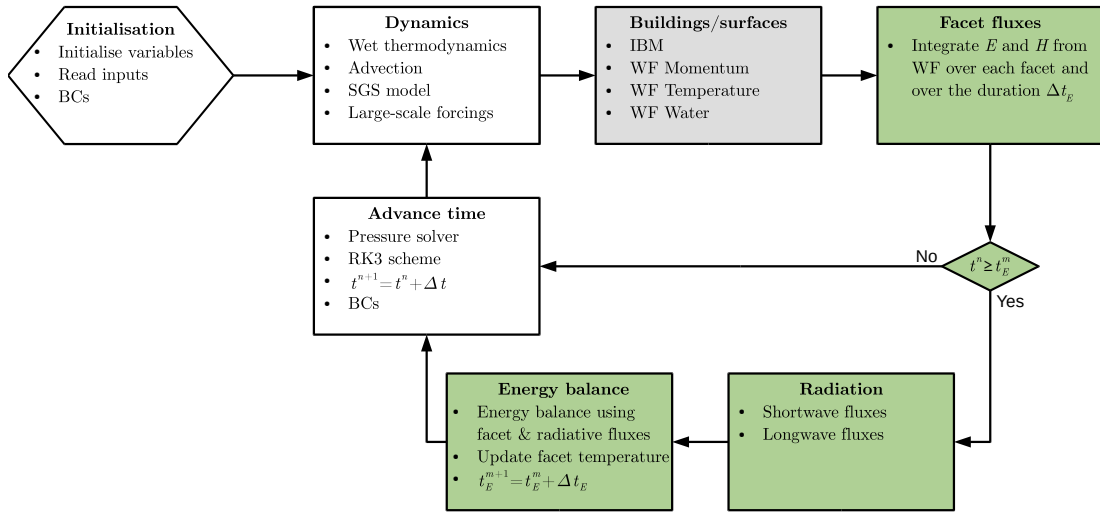 Initialisation
• Initialise variables
• Read inputs
• BCs
Dynamics
• Wet thermodynamics
• Advection
• SGS model
• Large-scale forcings
Buildings/surfaces
• IBM
• WF Momentum
• WF Temperature
• WF Water
Facet fluxes
• Integrate E and H from
WF over each facet and
over the duration Δt_E
Advance time
• Pressure solver
• RK3 scheme
• t^{n+1}=t^n+Δt
• BCs
No
t^n≥t_E^m
Yes
Energy balance
• Energy balance using
facet & radiative fluxes
• Update facet temperature
• t_E^{m+1}=t_E^m+Δt_E
Radiation
• Shortwave fluxes
• Longwave fluxes